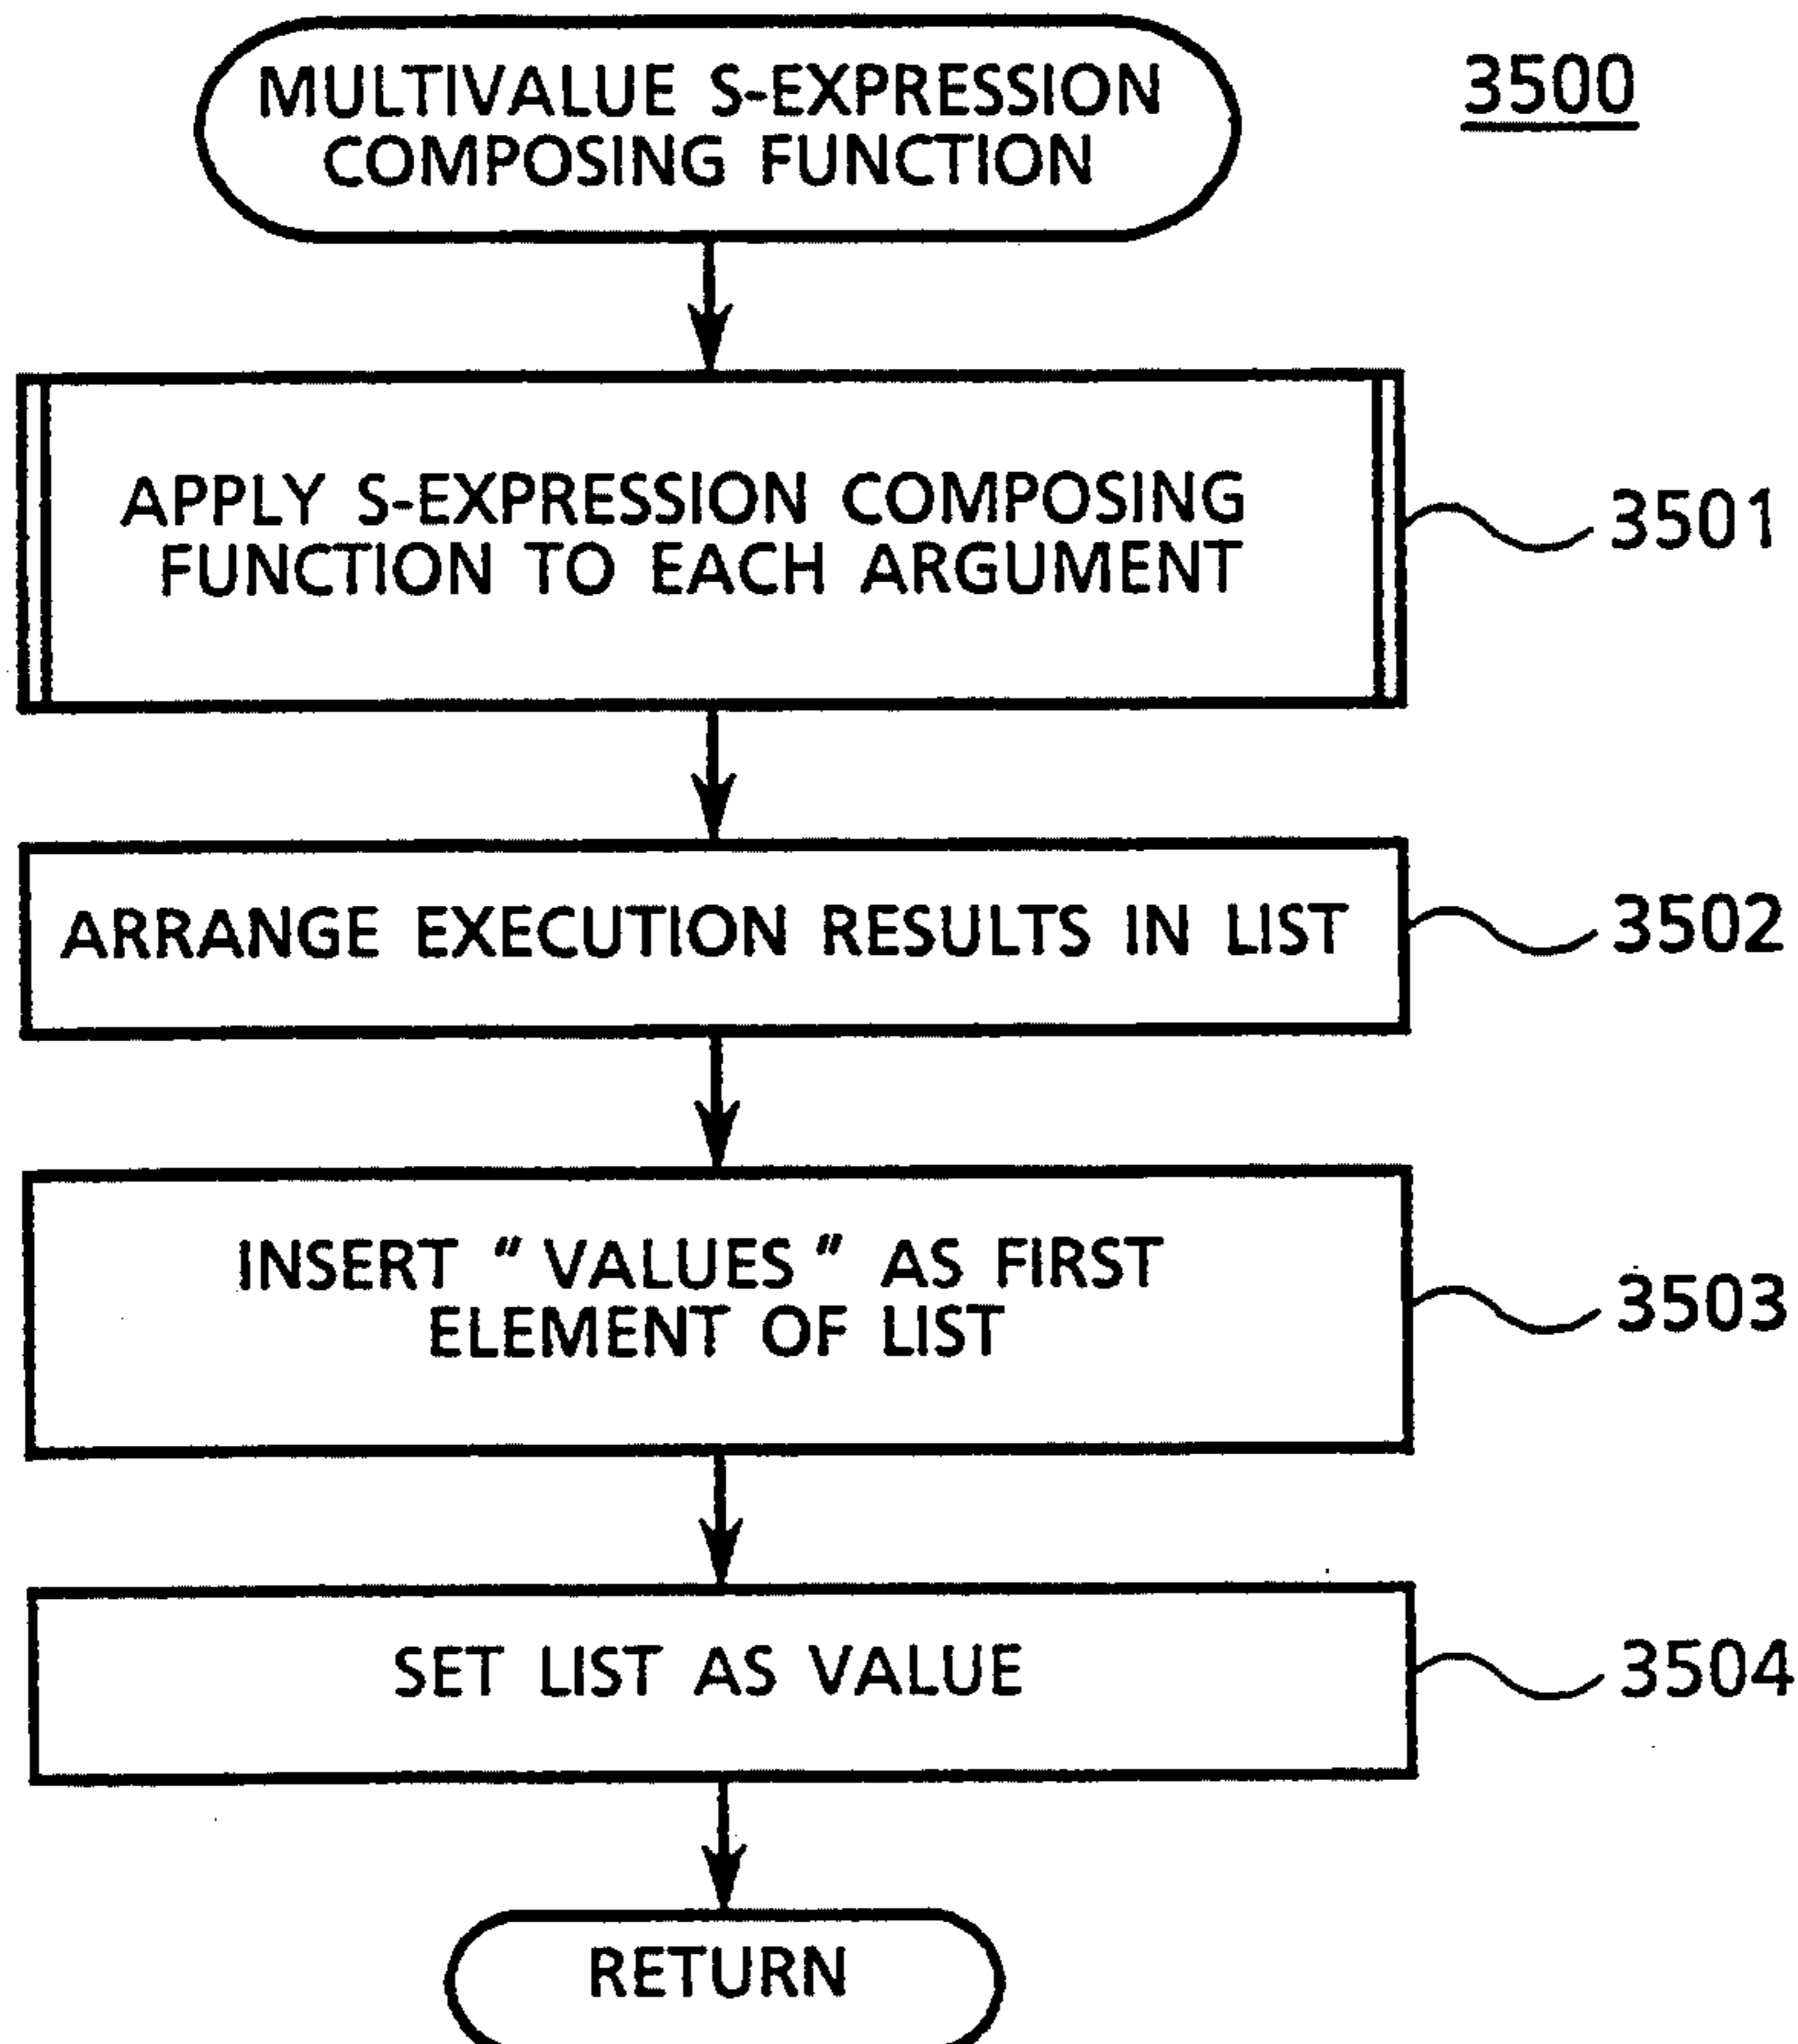 MULTIVALUE S-EXPRESSION
COMPOSING FUNCTION
3500
APPLY S-EXPRESSION COMPOSING
FUNCTION TO EACH ARGUMENT
3501
ARRANGE EXECUTION RESULTS IN LIST
3502
INSERT "VALUES" AS FIRST
ELEMENT OF LIST
3503
SET LIST AS VALUE
3504
RETURN